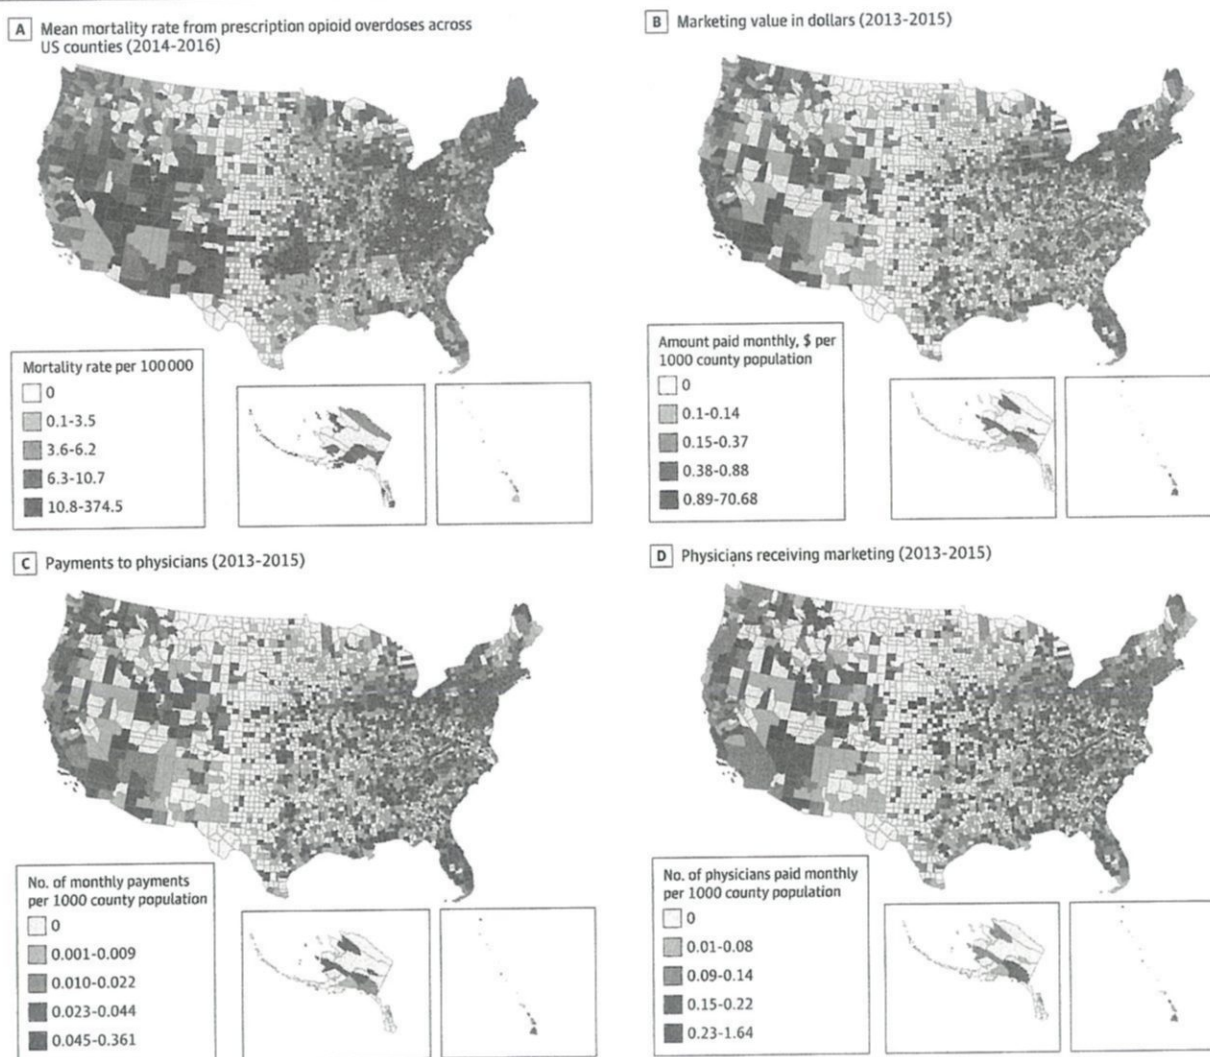 A Mean mortality rate from prescription opioid overdoses across
US counties (2014-2016)
Mortality rate per 100 000
0
0.1-3.5
3.6-6.2
6.3-10.7
10.8-374.5
B Marketing value in dollars (2013-2015)
Amount paid monthly, $ per
1000 county population
0
0.1-0.14
0.15-0.37
0.38-0.88
0.89-70.68
C Payments to physicians (2013-2015)
No. of monthly payments
per 1000 county population
0
0.001-0.009
0.010-0.022
0.023-0.044
0.045-0.361
D Physicians receiving marketing (2013-2015)
No. of physicians paid monthly
per 1000 county population
0
0.01-0.08
0.09-0.14
0.15-0.22
0.23-1.64